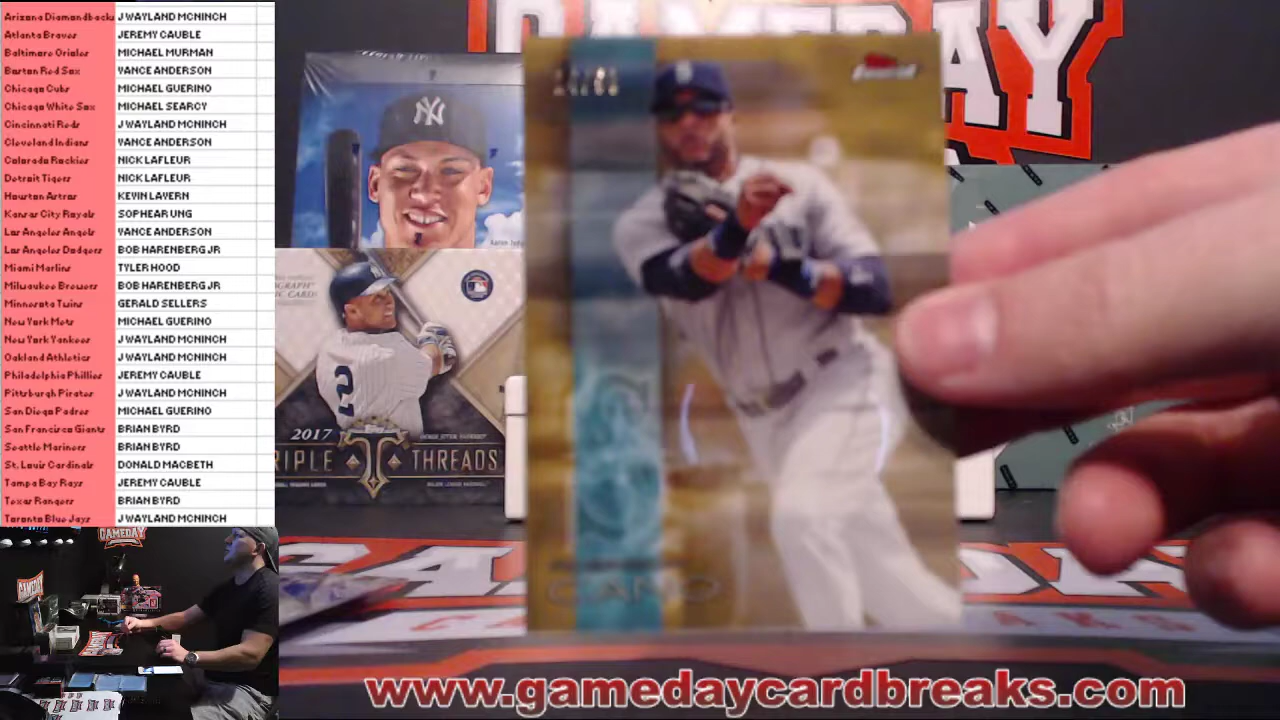 Arizona Diamondbacks J WAYLAND MCNINCH
Atlanta Braves JEREMY CAUBLE
Baltimore Orioles MICHAEL MURMAN
Boston Red Sox VANCE ANDERSON
Chicago Cubs MICHAEL GUERINO
Chicago White Sox MICHAEL SEARCY
Cincinnati Reds J WAYLAND MCNINCH
Cleveland Indians VANCE ANDERSON
Colorado Rockies NICK LAFLEUR
Detroit Tigers NICK LAFLEUR
Houston Astros KEVIN LAVERN
Kansas City Royals SOPHEAR UNG
Los Angeles Angels VANCE ANDERSON
Los Angeles Dodgers BOB HARENBERG JR
Miami Marlins TYLER HOOD
Milwaukee Brewers BOB HARENBERG JR
Minnesota Twins GERALD SELLERS
New York Mets MICHAEL GUERINO
New York Yankees J WAYLAND MCNINCH
Oakland Athletics J WAYLAND MCNINCH
Philadelphia Phillies JEREMY CAUBLE
Pittsburgh Pirates J WAYLAND MCNINCH
San Diego Padres MICHAEL GUERINO
San Francisco Giants BRIAN BYRD
Seattle Mariners BRIAN BYRD
St. Louis Cardinals DONALD MACBETH
Tampa Bay Rays JEREMY CAUBLE
Texas Rangers BRIAN BYRD
Toronto Blue Jays J WAYLAND MCNINCH
NY
2
2017
TRIPLE THREADS
CANO
GAMEDAY
www.gamedaycardbreaks.com